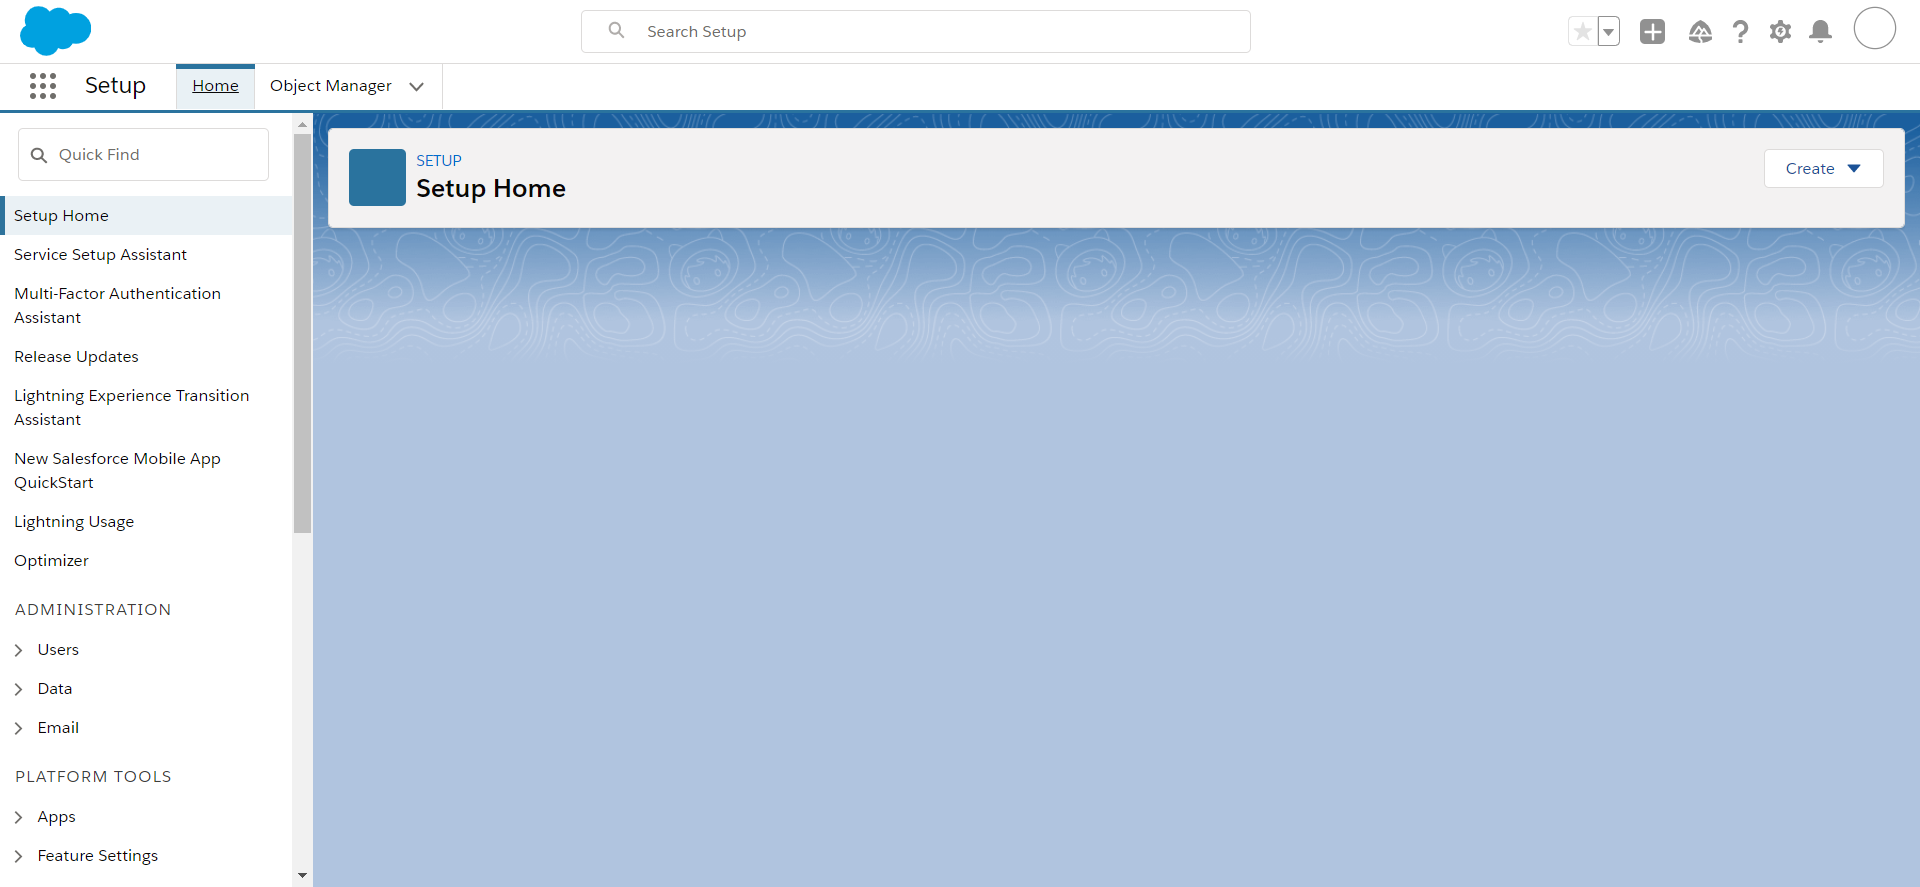 Search Setup
Setup
Home
Object Manager
Quick Find
Setup Home
Service Setup Assistant
Multi-Factor Authentication
Assistant
Release Updates
Lightning Experience Transition
Assistant
New Salesforce Mobile App
QuickStart
Lightning Usage
Optimizer
ADMINISTRATION
Users
Data
Email
PLATFORM TOOLS
Apps
Feature Settings
SETUP
Setup Home
Create